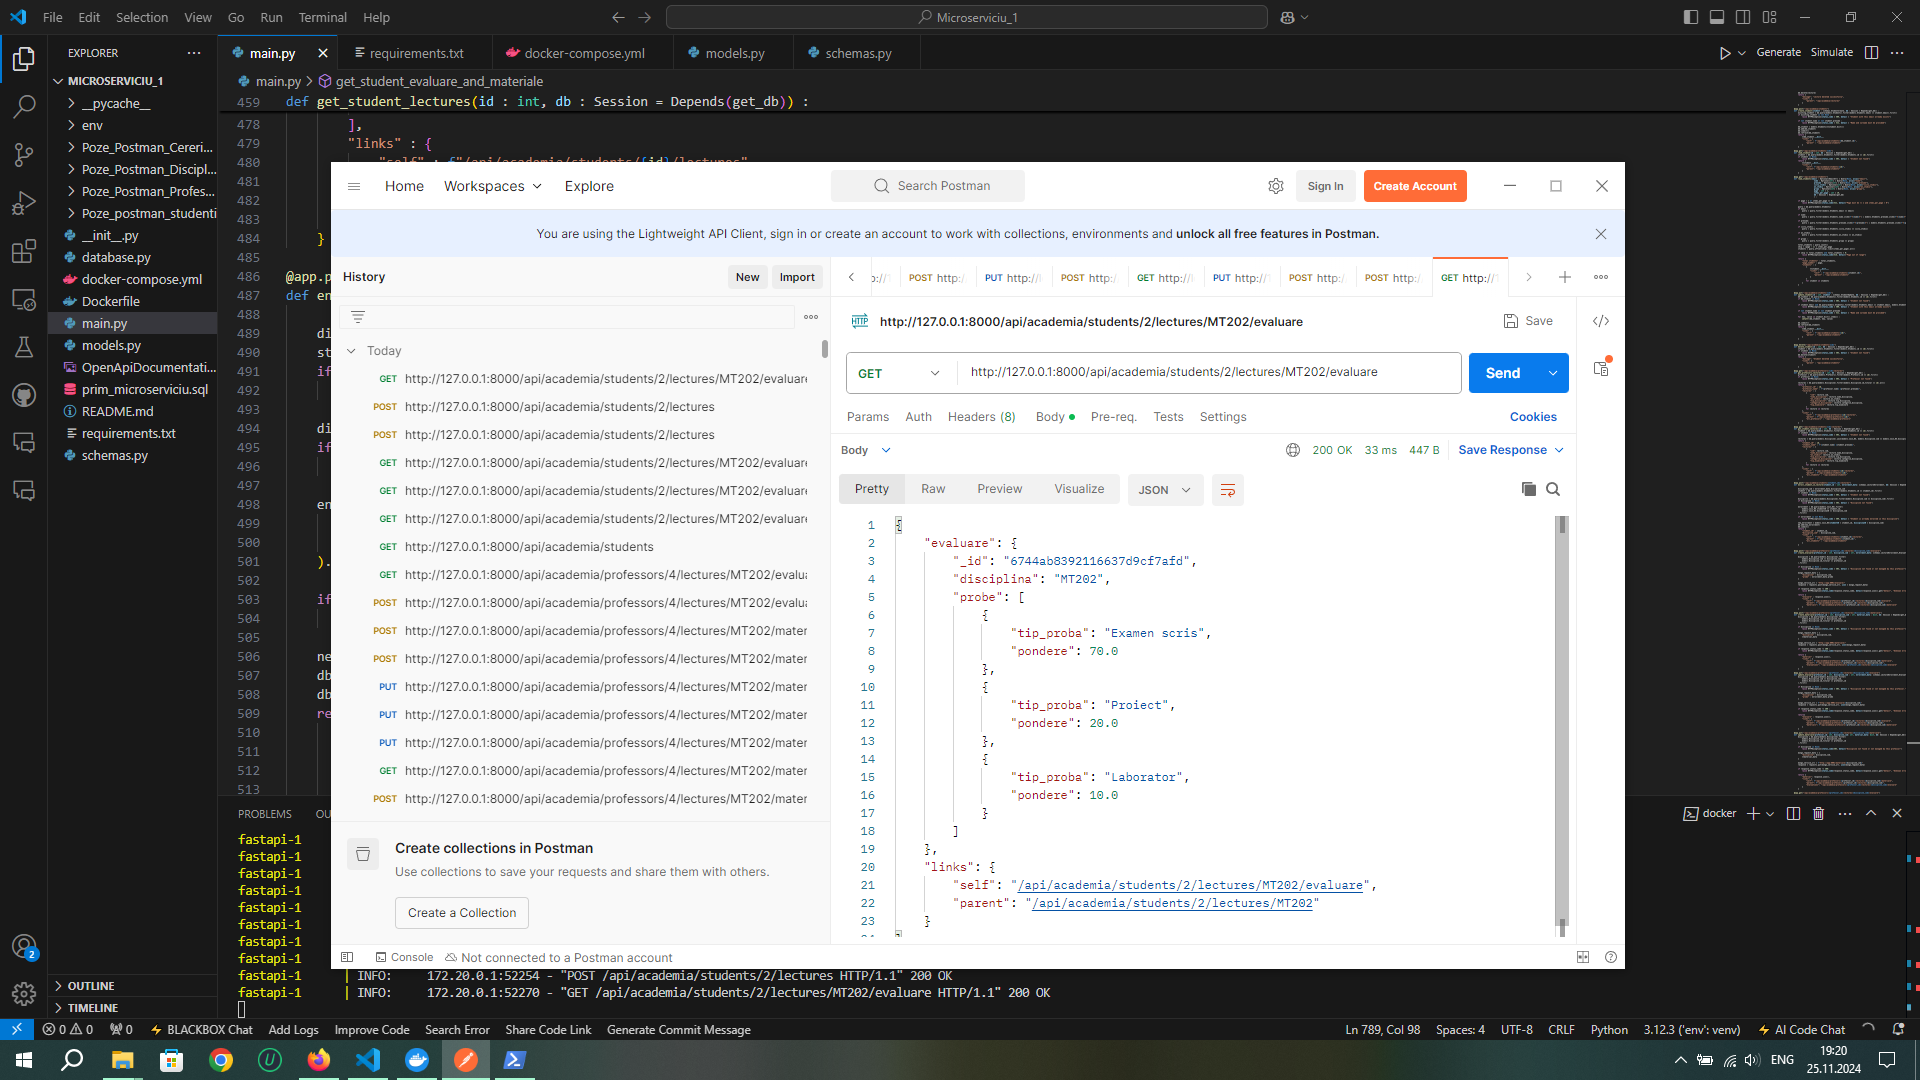 File Edit Selection View Go Run Terminal Help
Microserviciu_1
EXPLORER
MICROSERVICIU_1
__pycache__
env
Poze_Postman_Cereri...
Poze_Postman_Discipl...
Poze_Postman_Profes...
Poze_postman_studenti
__init__.py
database.py
docker-compose.yml
Dockerfile
main.py
models.py
OpenApiDocumentati...
prim_microserviciu.sql
README.md
requirements.txt
schemas.py
OUTLINE
TIMELINE
main.py requirements.txt docker-compose.yml models.py schemas.py
Generate Simulate
main.py > get_student_evaluare_and_materiale
459 def get_student_lectures(id : int, db : Session = Depends(get_db)) :
478 ],
479 "links" : {
480 "self" : f"/api/academia/students/{id}/lectures"
481
482
483
484 }
485
486 @app.p
487 def en
488
489 di
490 st
491 if
492
493
494 di
495 if
496
497
498 en
499
500
501 ).
502
503 if
504
505
506 ne
507 db
508 db
509 re
510
511
512
513
Home Workspaces Explore
Search Postman
Sign In Create Account
You are using the Lightweight API Client, sign in or create an account to work with collections, environments and unlock all free features in Postman.
History New Import
Today
GET http://127.0.0.1:8000/api/academia/students/2/lectures/MT202/evaluare
POST http://127.0.0.1:8000/api/academia/students/2/lectures
POST http://127.0.0.1:8000/api/academia/students/2/lectures
GET http://127.0.0.1:8000/api/academia/students/2/lectures/MT202/evaluare
GET http://127.0.0.1:8000/api/academia/students/2/lectures/MT202/evaluare
GET http://127.0.0.1:8000/api/academia/students/2/lectures/MT202/evaluare
GET http://127.0.0.1:8000/api/academia/students
GET http://127.0.0.1:8000/api/academia/professors/4/lectures/MT202/evalua
POST http://127.0.0.1:8000/api/academia/professors/4/lectures/MT202/evalua
POST http://127.0.0.1:8000/api/academia/professors/4/lectures/MT202/mater
POST http://127.0.0.1:8000/api/academia/professors/4/lectures/MT202/mater
PUT http://127.0.0.1:8000/api/academia/professors/4/lectures/MT202/mater
PUT http://127.0.0.1:8000/api/academia/professors/4/lectures/MT202/mater
PUT http://127.0.0.1:8000/api/academia/professors/4/lectures/MT202/mater
GET http://127.0.0.1:8000/api/academia/professors/4/lectures/MT202/mater
POST http://127.0.0.1:8000/api/academia/professors/4/lectures/MT202/mater
Create collections in Postman
Use collections to save your requests and share them with others.
Create a Collection
POST http:/ PUT http:// POST http:/ GET http:// PUT http:// POST http:/ POST http:/ GET http://
HTTP http://127.0.0.1:8000/api/academia/students/2/lectures/MT202/evaluare Save
GET http://127.0.0.1:8000/api/academia/students/2/lectures/MT202/evaluare Send
Params Auth Headers (8) Body Pre-req. Tests Settings Cookies
Body 200 OK 33 ms 447 B Save Response
Pretty Raw Preview Visualize JSON
1 {
2 "evaluare": {
3 "_id": "6744ab8392116637d9cf7afd",
4 "disciplina": "MT202",
5 "probe": [
6 {
7 "tip_proba": "Examen scris",
8 "pondere": 70.0
9 },
10 {
11 "tip_proba": "Proiect",
12 "pondere": 20.0
13 },
14 {
15 "tip_proba": "Laborator",
16 "pondere": 10.0
17 }
18 ]
19 },
20 "links": {
21 "self": "/api/academia/students/2/lectures/MT202/evaluare",
22 "parent": "/api/academia/students/2/lectures/MT202"
23 }
Console Not connected to a Postman account
PROBLEMS OU
docker
fastapi-1
fastapi-1
fastapi-1
fastapi-1
fastapi-1
fastapi-1
fastapi-1
fastapi-1
fastapi-1 | INFO: 172.20.0.1:52254 - "POST /api/academia/students/2/lectures HTTP/1.1" 200 OK
fastapi-1 | INFO: 172.20.0.1:52270 - "GET /api/academia/students/2/lectures/MT202/evaluare HTTP/1.1" 200 OK
2
0 0 0 BLACKBOX Chat Add Logs Improve Code Search Error Share Code Link Generate Commit Message
Ln 789, Col 98 Spaces: 4 UTF-8 CRLF Python 3.12.3 ('env': venv) AI Code Chat
ENG 19:20
25.11.2024